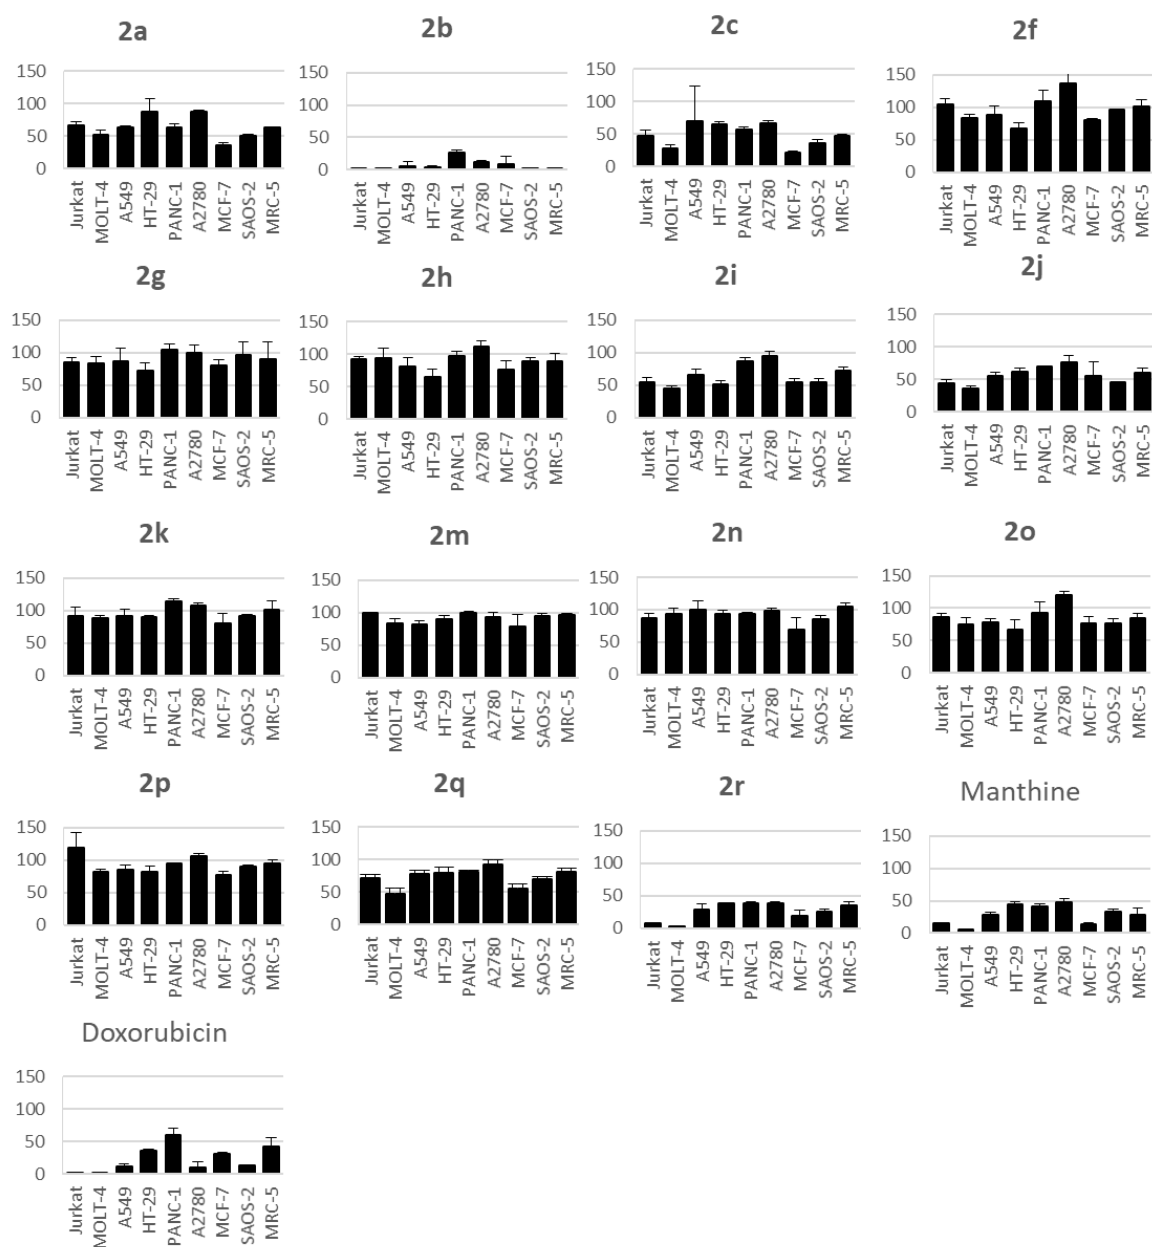 2a
150
100
50
0
Jurkat
MOLT-4
A549
HT-29
PANC-1
A2780
MCF-7
SAOS-2
MRC-5
2b
150
100
50
0
Jurkat
MOLT-4
A549
HT-29
PANC-1
A2780
MCF-7
SAOS-2
MRC-5
2c
150
100
50
0
Jurkat
MOLT-4
A549
HT-29
PANC-1
A2780
MCF-7
SAOS-2
MRC-5
2f
150
100
50
0
Jurkat
MOLT-4
A549
HT-29
PANC-1
A2780
MCF-7
SAOS-2
MRC-5
2g
150
100
50
0
Jurkat
MOLT-4
A549
HT-29
PANC-1
A2780
MCF-7
SAOS-2
MRC-5
2h
150
100
50
0
Jurkat
MOLT-4
A549
HT-29
PANC-1
A2780
MCF-7
SAOS-2
MRC-5
2i
150
100
50
0
Jurkat
MOLT-4
A549
HT-29
PANC-1
A2780
MCF-7
SAOS-2
MRC-5
2j
150
100
50
0
Jurkat
MOLT-4
A549
HT-29
PANC-1
A2780
MCF-7
SAOS-2
MRC-5
2k
150
100
50
0
Jurkat
MOLT-4
A549
HT-29
PANC-1
A2780
MCF-7
SAOS-2
MRC-5
2m
150
100
50
0
Jurkat
MOLT-4
A549
HT-29
PANC-1
A2780
MCF-7
SAOS-2
MRC-5
2n
150
100
50
0
Jurkat
MOLT-4
A549
HT-29
PANC-1
A2780
MCF-7
SAOS-2
MRC-5
2o
150
100
50
0
Jurkat
MOLT-4
A549
HT-29
PANC-1
A2780
MCF-7
SAOS-2
MRC-5
2p
150
100
50
0
Jurkat
MOLT-4
A549
HT-29
PANC-1
A2780
MCF-7
SAOS-2
MRC-5
2q
150
100
50
0
Jurkat
MOLT-4
A549
HT-29
PANC-1
A2780
MCF-7
SAOS-2
MRC-5
2r
150
100
50
0
Jurkat
MOLT-4
A549
HT-29
PANC-1
A2780
MCF-7
SAOS-2
MRC-5
Manthine
150
100
50
0
Jurkat
MOLT-4
A549
HT-29
PANC-1
A2780
MCF-7
SAOS-2
MRC-5
Doxorubicin
150
100
50
0
Jurkat
MOLT-4
A549
HT-29
PANC-1
A2780
MCF-7
SAOS-2
MRC-5